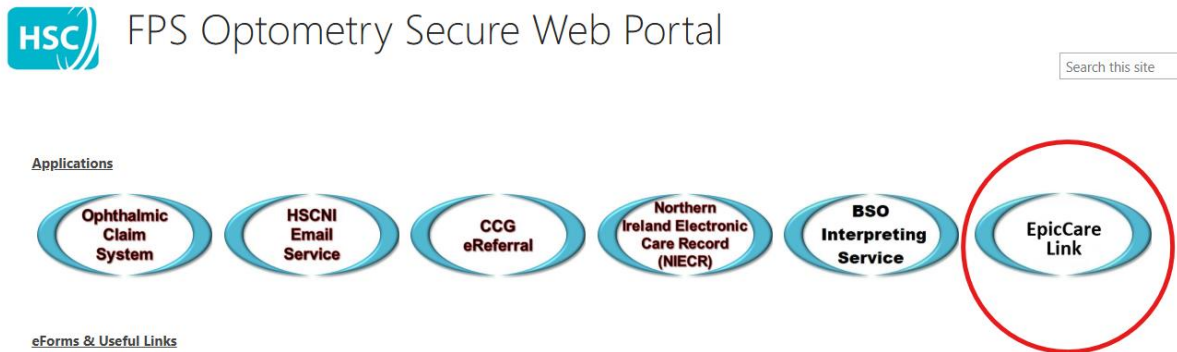 HSC
FPS Optometry Secure Web Portal
Search this site
Applications
Ophthalmic
Claim
System
HSCNI
Email
Service
CCG
eReferral
Northern
Ireland Electronic
Care Record
(NIECR)
BSO
Interpreting
Service
EpicCare
Link
eForms & Useful Links